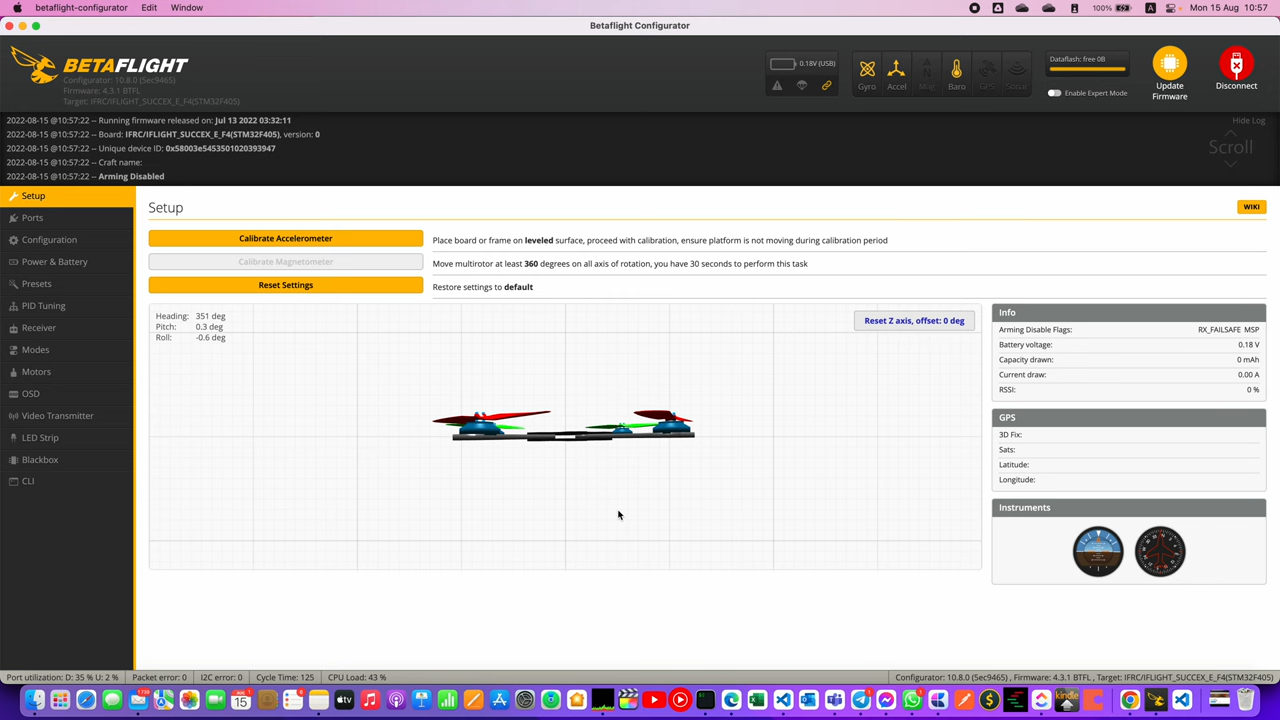 betaflight-configurator Edit Window
100% A Mon 15 Aug 10:57
Betaflight Configurator
BETAFLIGHT
Configurator: 10.8.0 (5ec9465)
Firmware: 4.3.1 BTFL
Target: IFRC/IFLIGHT_SUCCEX_E_F4(STM32F405)
0.18V (USB)
Gyro Accel Mag Baro GPS Sonar
Dataflash: free 0B
Enable Expert Mode
Update Firmware
Disconnect
2022-08-15 @10:57:22 -- Running firmware released on: Jul 13 2022 03:32:11
2022-08-15 @10:57:22 -- Board: IFRC/IFLIGHT_SUCCEX_E_F4(STM32F405), version: 0
2022-08-15 @10:57:22 -- Unique device ID: 0x58003e5453501020393947
2022-08-15 @10:57:22 -- Craft name:
2022-08-15 @10:57:22 -- Arming Disabled
Hide Log
Scroll
Setup
Ports
Configuration
Power & Battery
Presets
PID Tuning
Receiver
Modes
Motors
OSD
Video Transmitter
LED Strip
Blackbox
CLI
Setup
WIKI
Calibrate Accelerometer
Place board or frame on leveled surface, proceed with calibration, ensure platform is not moving during calibration period
Calibrate Magnetometer
Move multirotor at least 360 degrees on all axis of rotation, you have 30 seconds to perform this task
Reset Settings
Restore settings to default
Heading: 351 deg
Pitch: 0.3 deg
Roll: -0.6 deg
Reset Z axis, offset: 0 deg
Info
Arming Disable Flags: RX_FAILSAFE MSP
Battery voltage: 0.18 V
Capacity drawn: 0 mAh
Current draw: 0.00 A
RSSI: 0 %
GPS
3D Fix:
Sats:
Latitude:
Longitude:
Instruments
Port utilization: D: 35 % U: 2 %
Packet error: 0
I2C error: 0
Cycle Time: 125
CPU Load: 43 %
Configurator: 10.8.0 (5ec9465), Firmware: 4.3.1 BTFL, Target: IFRC/IFLIGHT_SUCCEX_E_F4(STM32F405)